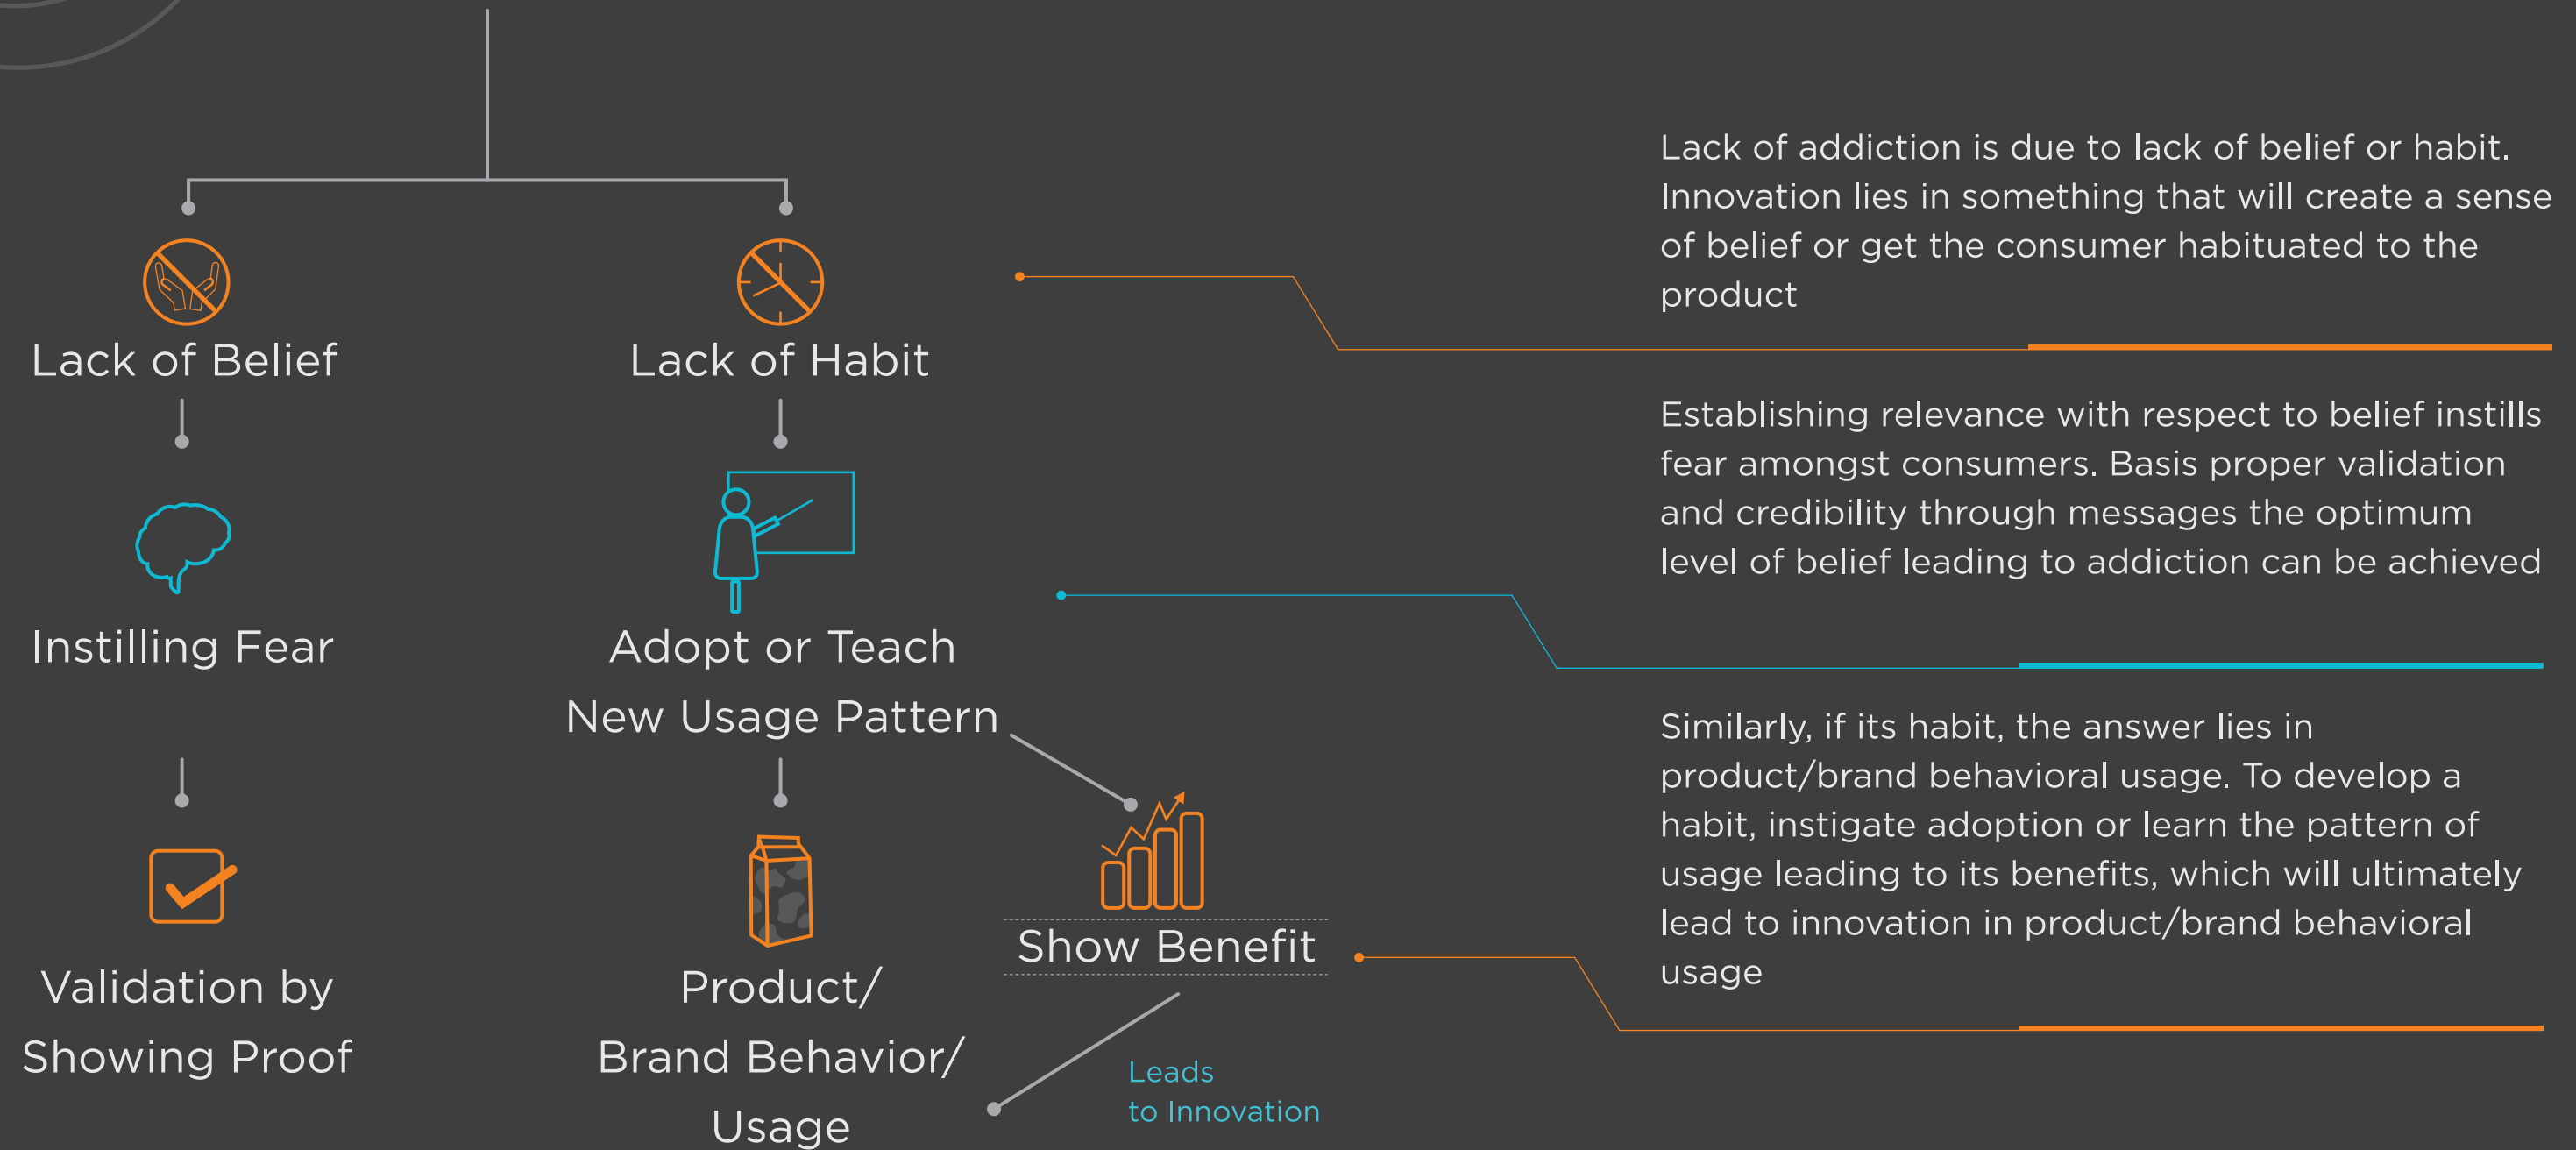 Lack of Belief
Lack of Habit
Instilling Fear
Adopt or Teach
New Usage Pattern
Validation by
Showing Proof
Product/
Brand Behavior/
Usage
Show Benefit
Leads
to Innovation
Lack of addiction is due to lack of belief or habit.
Innovation lies in something that will create a sense
of belief or get the consumer habituated to the
product
Establishing relevance with respect to belief instills
fear amongst consumers. Basis proper validation
and credibility through messages the optimum
level of belief leading to addiction can be achieved
Similarly, if its habit, the answer lies in
product/brand behavioral usage. To develop a
habit, instigate adoption or learn the pattern of
usage leading to its benefits, which will ultimately
lead to innovation in product/brand behavioral
usage